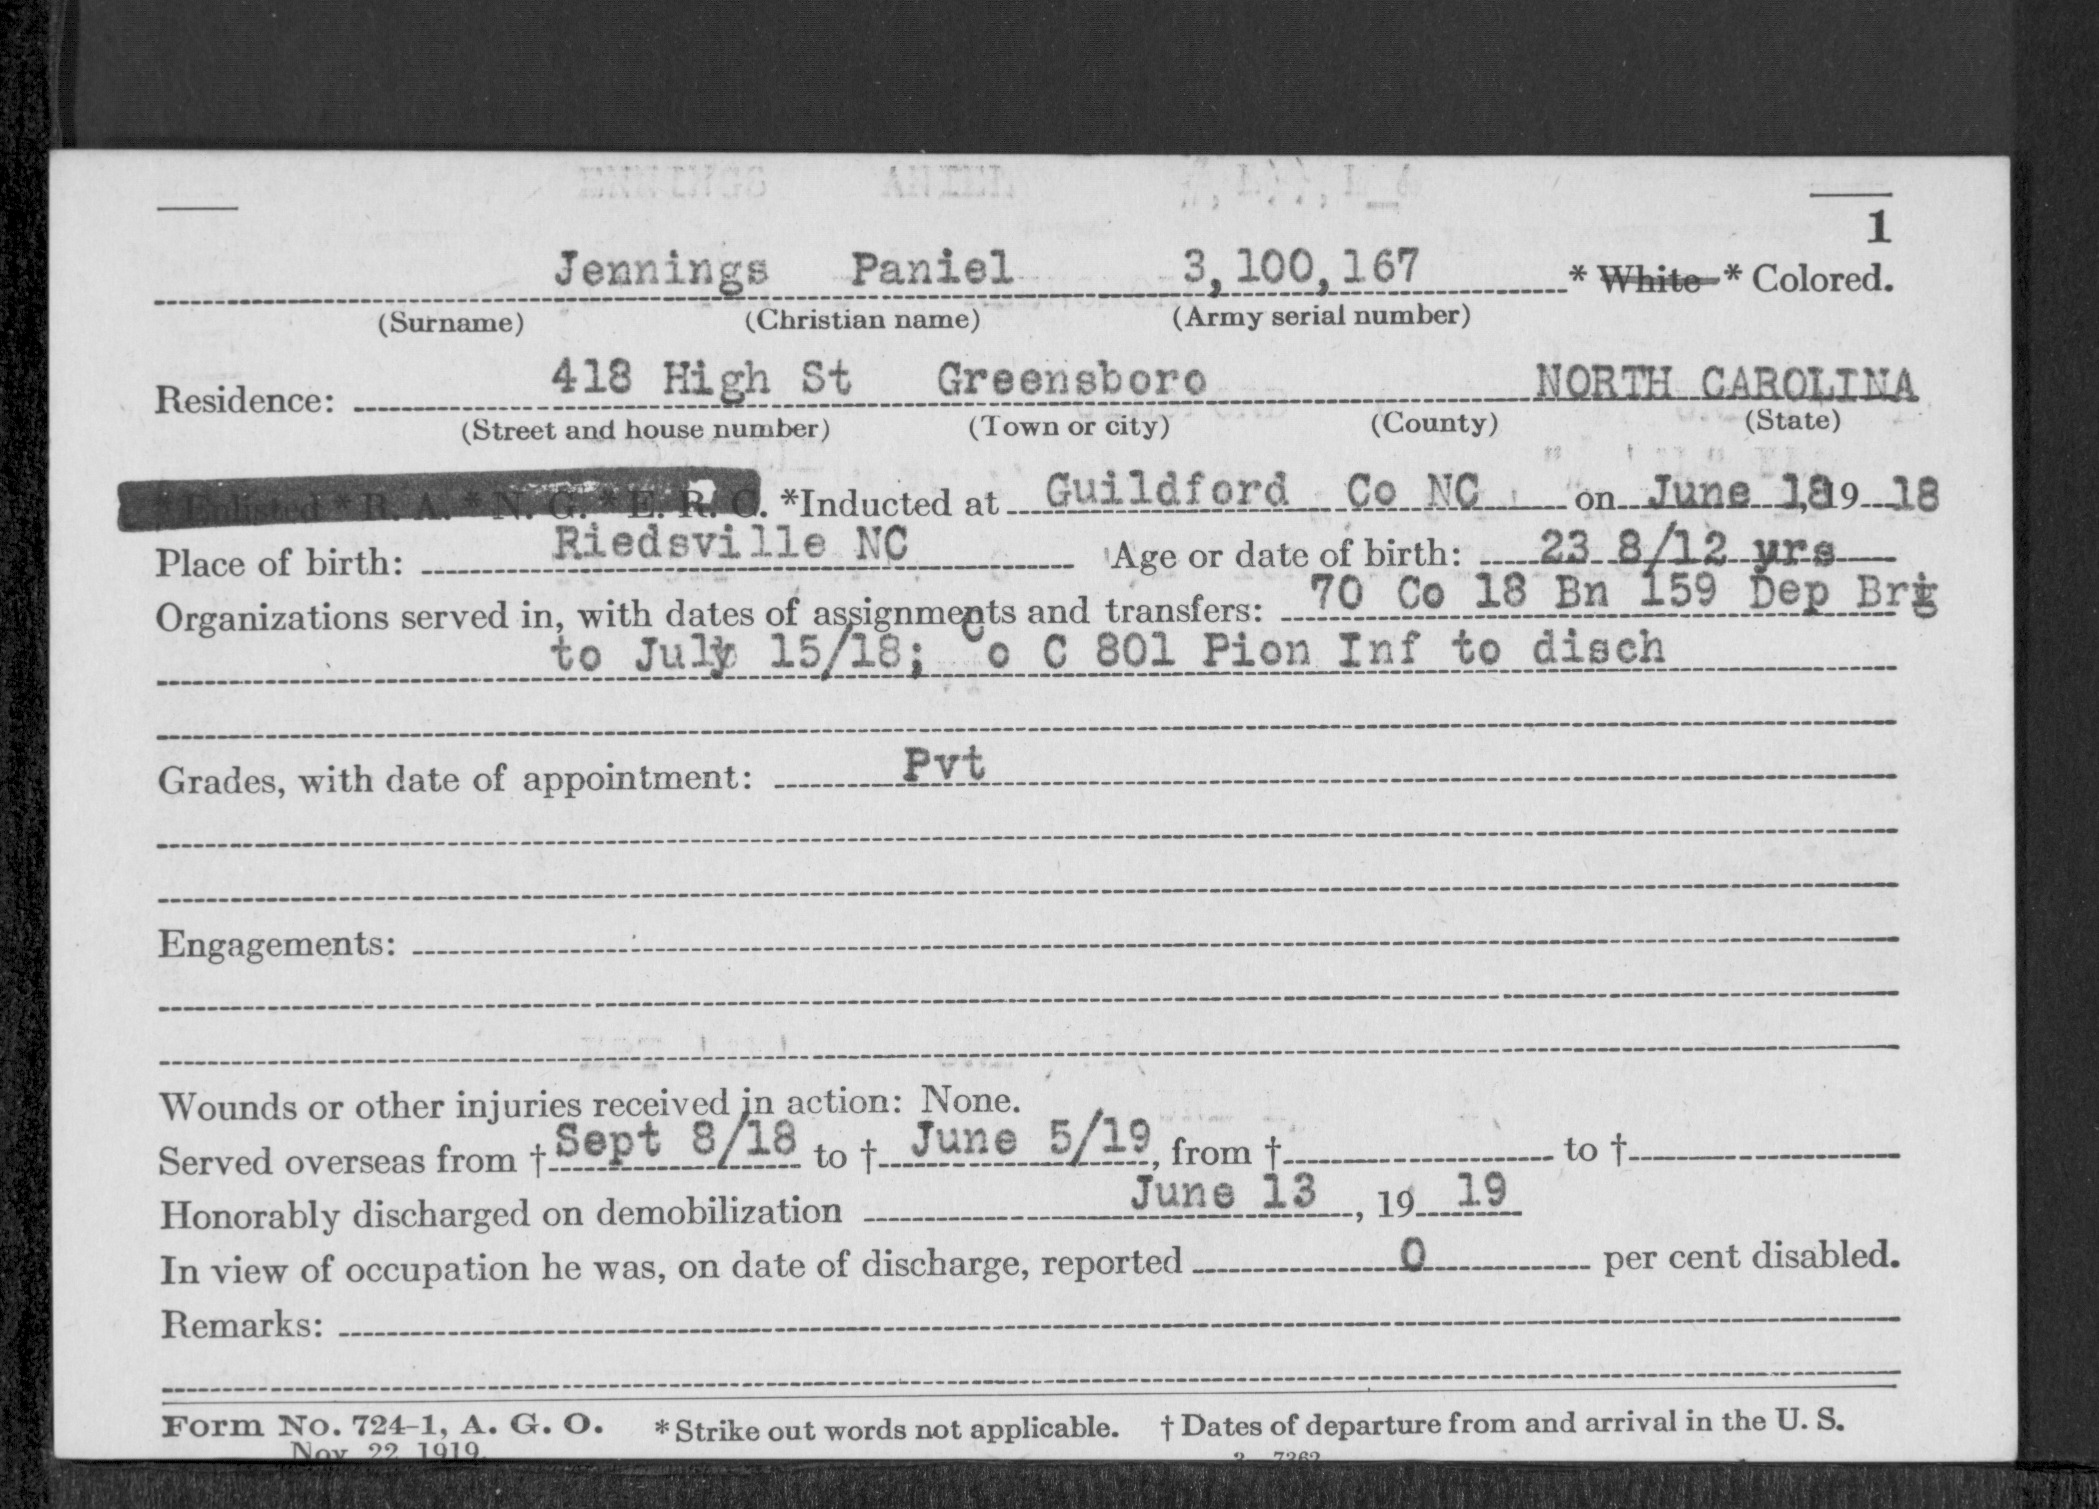 1
Jennings Paniel 3,100,167 * White * Colored.
(Surname) (Christian name) (Army serial number)
Residence: 418 High St Greensboro NORTH CAROLINA
(Street and house number) (Town or city) (County) (State)
* Enlisted * R. A. * N. G. * E. R. C. *Inducted at Guildford Co NC on June 18, 19 18
Place of birth: Riedsville NC Age or date of birth: 23 8/12 yrs
Organizations served in, with dates of assignments and transfers: 70 Co 18 Bn 159 Dep Brig
to July 15/18; Co C 801 Pion Inf to disch
Grades, with date of appointment: Pvt
Engagements:
Wounds or other injuries received in action: None.
Served overseas from † Sept 8/18 to † June 5/19, from † to †
Honorably discharged on demobilization June 13, 19 19
In view of occupation he was, on date of discharge, reported 0 per cent disabled.
Remarks:
Form No. 724-1, A. G. O. * Strike out words not applicable. † Dates of departure from and arrival in the U. S.
Nov. 22, 1919. 3—7362